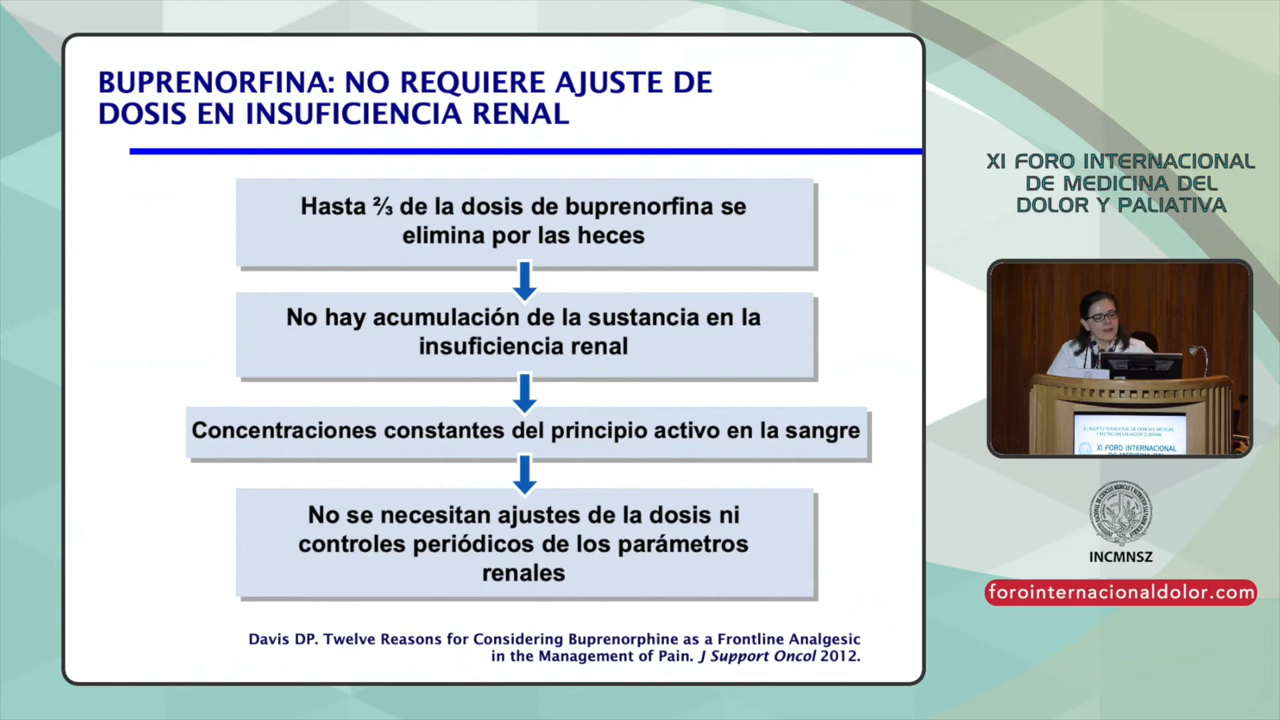 BUPRENORFINA: NO REQUIERE AJUSTE DE
DOSIS EN INSUFICIENCIA RENAL
Hasta ⅔ de la dosis de buprenorfina se
elimina por las heces
No hay acumulación de la sustancia en la
insuficiencia renal
Concentraciones constantes del principio activo en la sangre
No se necesitan ajustes de la dosis ni
controles periódicos de los parámetros
renales
Davis DP. Twelve Reasons for Considering Buprenorphine as a Frontline Analgesic
in the Management of Pain. J Support Oncol 2012.
XI FORO INTERNACIONAL
DE MEDICINA DEL
DOLOR Y PALIATIVA
XI FORO INTERNACIONAL
INCMNSZ
forointernacionaldolor.com